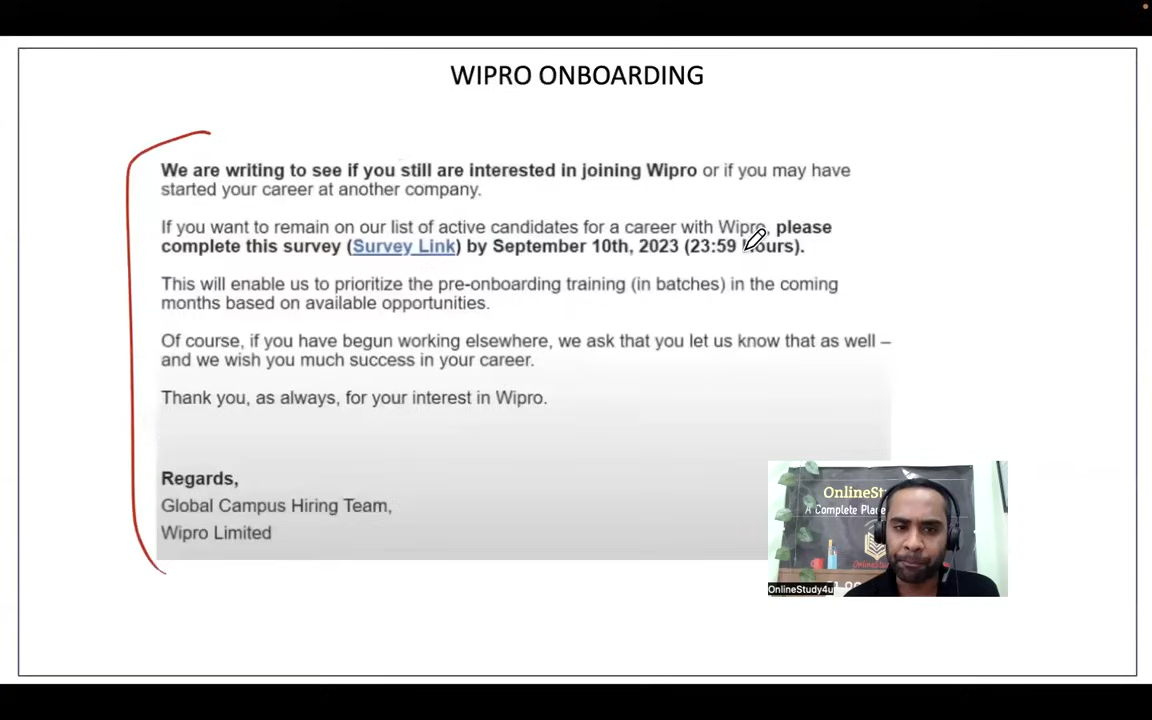 WIPRO ONBOARDING
We are writing to see if you still are interested in joining Wipro or if you may have
started your career at another company.
If you want to remain on our list of active candidates for a career with Wipro, please
complete this survey (Survey Link) by September 10th, 2023 (23:59 Hours).
This will enable us to prioritize the pre-onboarding training (in batches) in the coming
months based on available opportunities.
Of course, if you have begun working elsewhere, we ask that you let us know that as well –
and we wish you much success in your career.
Thank you, as always, for your interest in Wipro.
Regards,
Global Campus Hiring Team,
Wipro Limited
A Complete
OnlineStudy4u